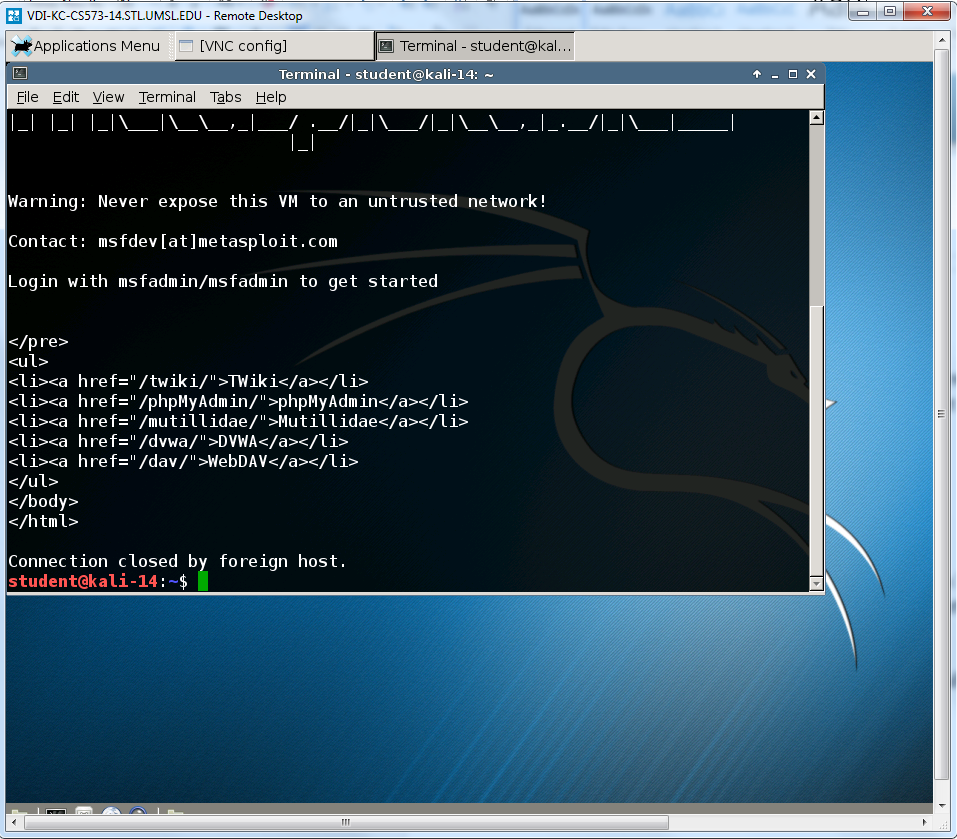 VDI-KC-CS573-14.STL.UMSL.EDU - Remote Desktop
Applications Menu [VNC config] Terminal - student@kal...
Terminal - student@kali-14: ~
File Edit View Terminal Tabs Help
|_| |_| |_|\___|\__\__,_|___/ .__/|_|\___/|_|\__\__,_|_.__/|_|\___|_____|
|_|
Warning: Never expose this VM to an untrusted network!
Contact: msfdev[at]metasploit.com
Login with msfadmin/msfadmin to get started
</pre>
<ul>
<li><a href="/twiki/">TWiki</a></li>
<li><a href="/phpMyAdmin/">phpMyAdmin</a></li>
<li><a href="/mutillidae/">Mutillidae</a></li>
<li><a href="/dvwa/">DVWA</a></li>
<li><a href="/dav/">WebDAV</a></li>
</ul>
</body>
</html>
Connection closed by foreign host.
student@kali-14:~$